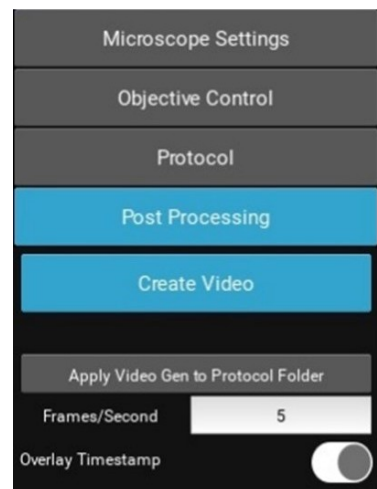 Microscope Settings
Objective Control
Protocol
Post Processing
Create Video
Apply Video Gen to Protocol Folder
Frames/Second 5
Overlay Timestamp